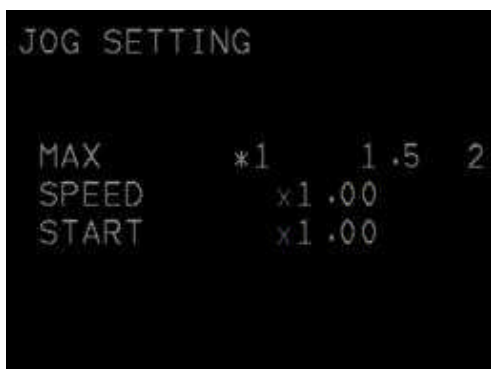 JOG SETTING
MAX *1 1.5 2
SPEED x1.00
START x1.00